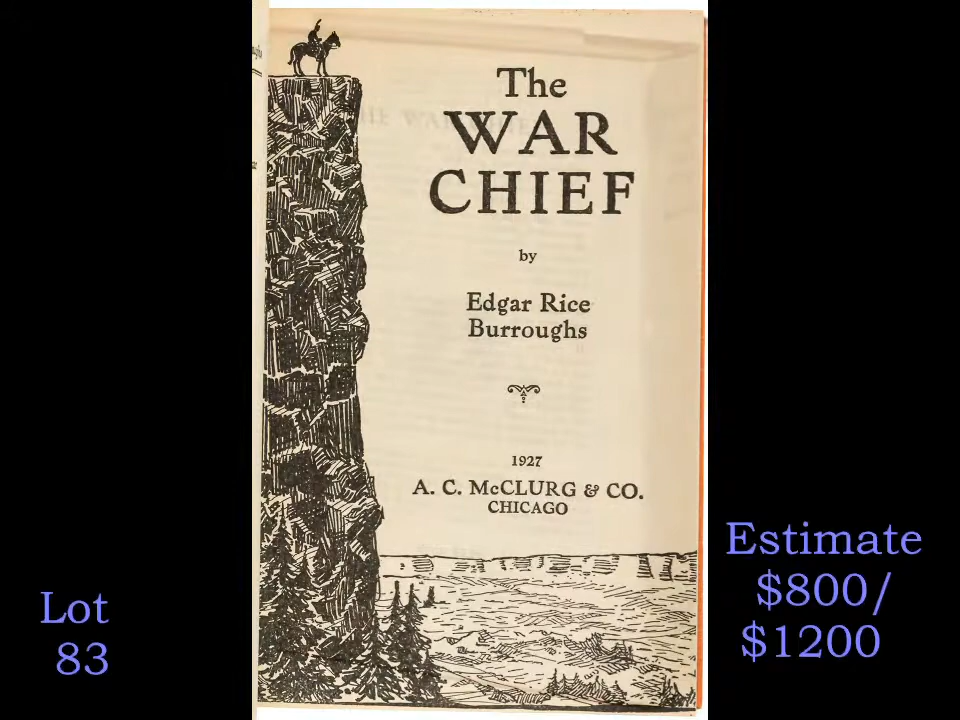 The
WAR
CHIEF
by
Edgar Rice
Burroughs
1927
A. C. McCLURG & CO.
CHICAGO
Lot
83
Estimate
$800/
$1200